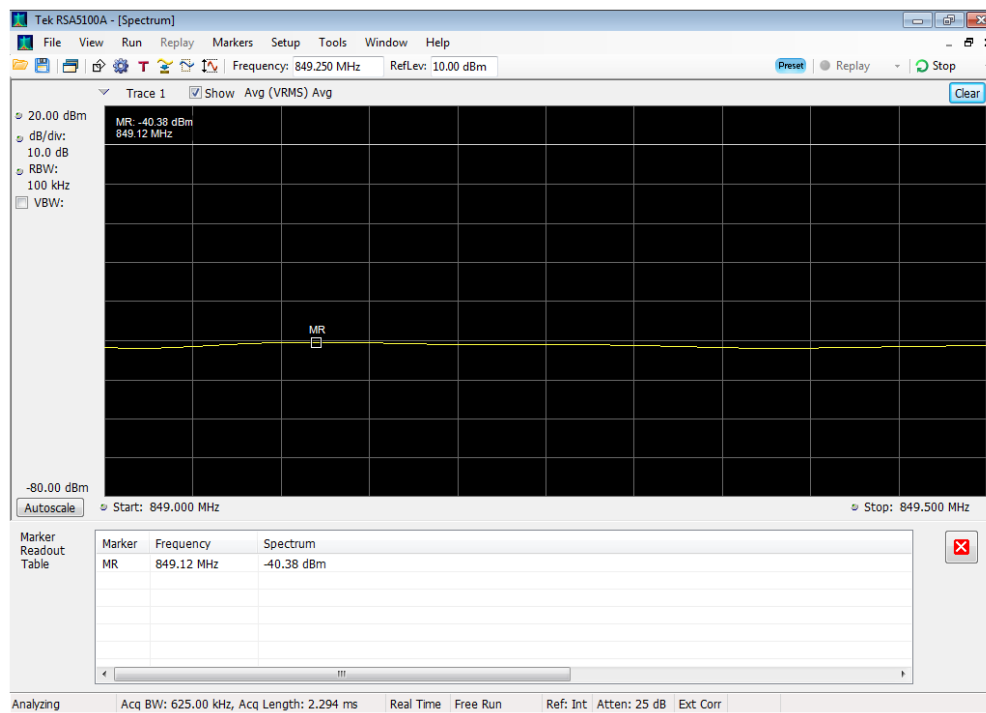 Tek RSA5100A - [Spectrum]
File View Run Replay Markers Setup Tools Window Help
T Frequency: 849.250 MHz RefLev: 10.00 dBm Preset Replay Stop
Trace 1 Show Avg (VRMS) Avg Clear
20.00 dBm
dB/div:
10.0 dB
RBW:
100 kHz
VBW:
MR: -40.38 dBm
849.12 MHz
MR
-80.00 dBm
Autoscale Start: 849.000 MHz Stop: 849.500 MHz
Marker
Readout
Table
Marker Frequency Spectrum
MR 849.12 MHz -40.38 dBm
Analyzing Acq BW: 625.00 kHz, Acq Length: 2.294 ms Real Time Free Run Ref: Int Atten: 25 dB Ext Corr